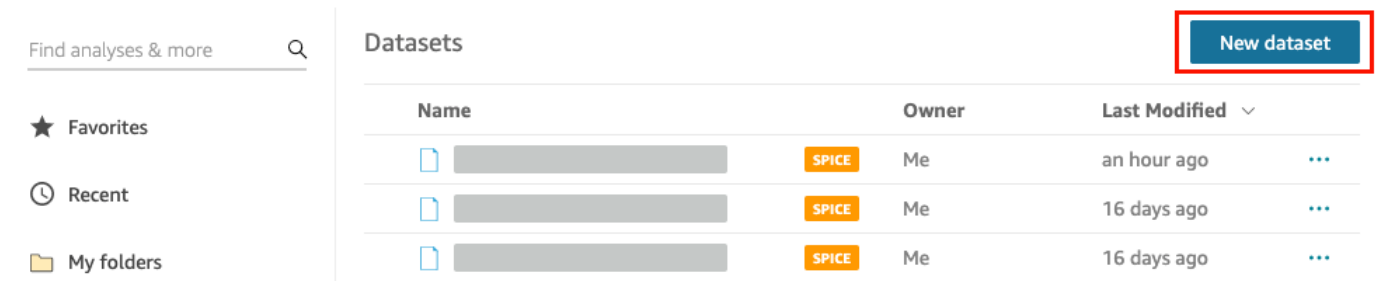 Find analyses & more
Datasets
New dataset
Favorites
Recent
My folders
Name Owner Last Modified
SPICE Me an hour ago
SPICE Me 16 days ago
SPICE Me 16 days ago